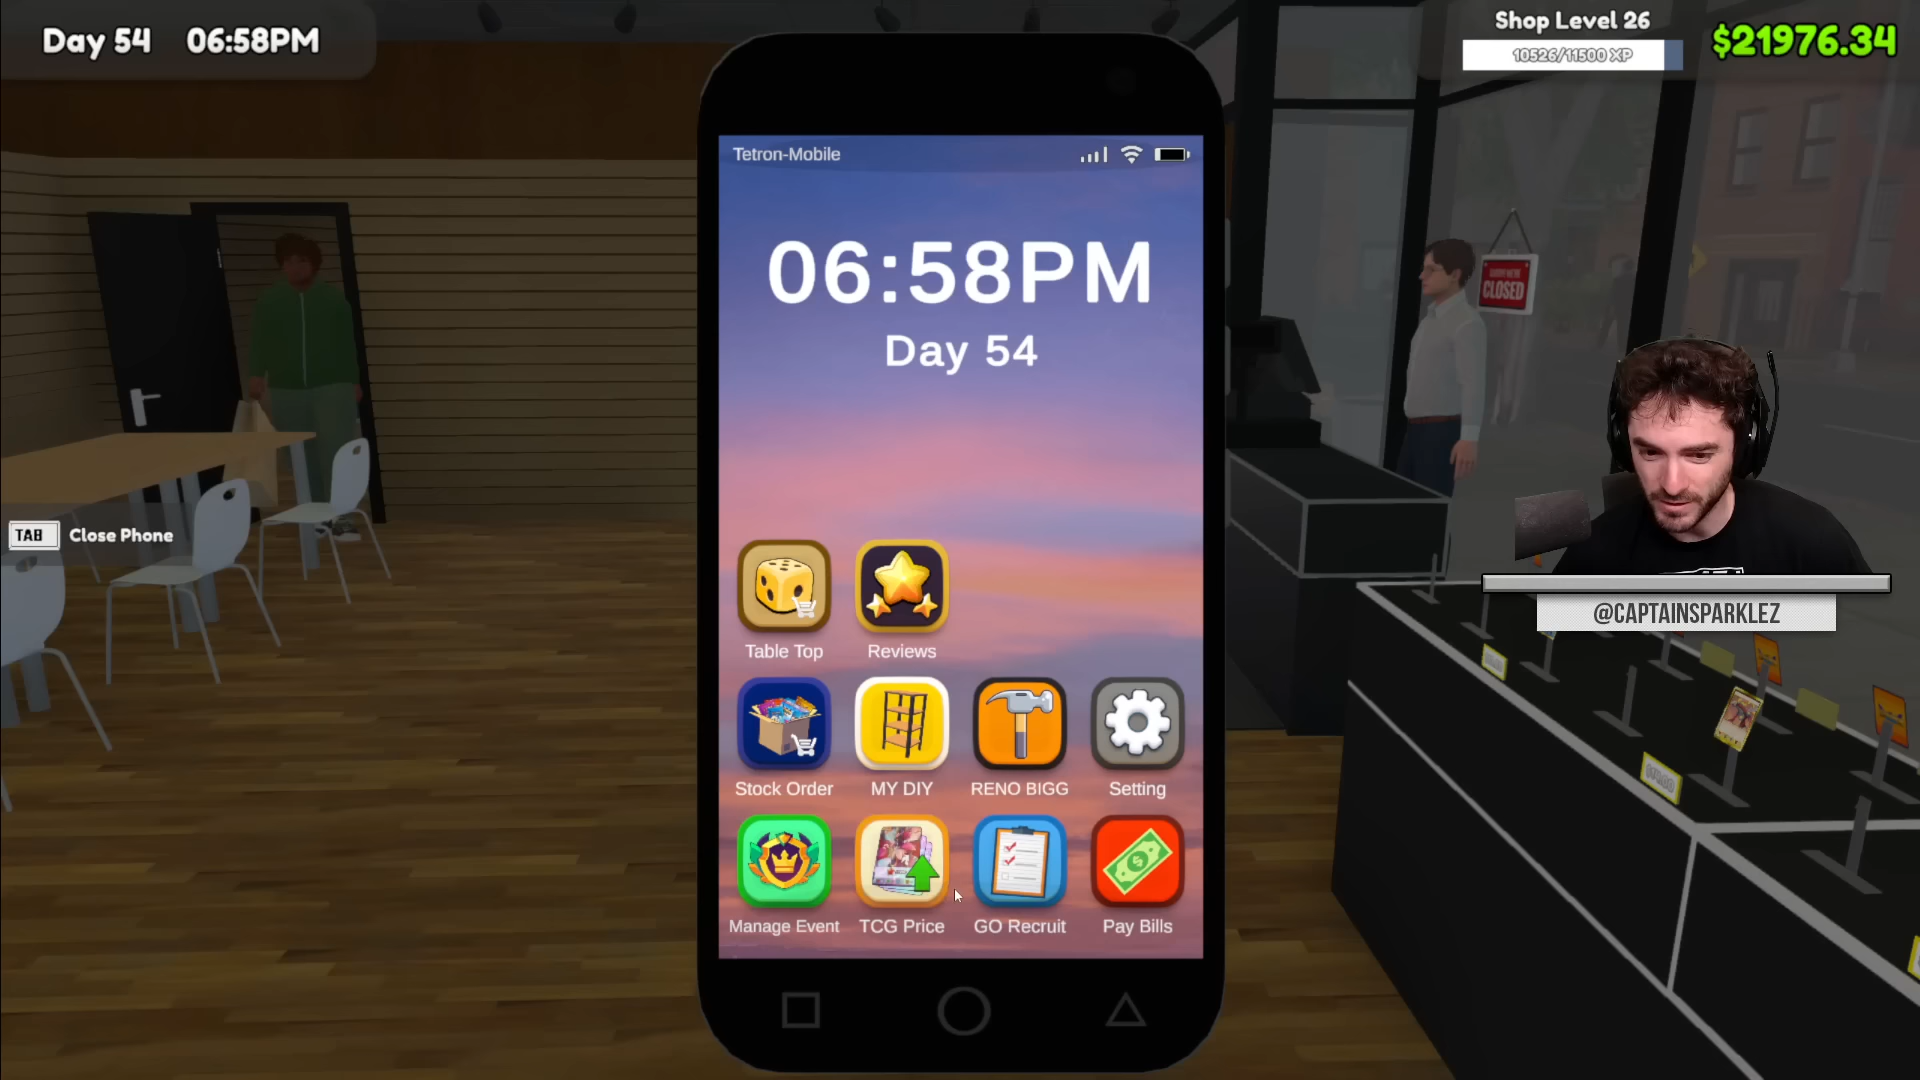 Day 54 06:58PM
Shop Level 26
10526/11500 XP
$21976.34
Tetron-Mobile
06:58PM
Day 54
CLOSED
TAB Close Phone
Table Top
Reviews
@CAPTAINSPARKLEZ
Stock Order
MY DIY
RENO BIGG
Setting
Manage Event
TCG Price
GO Recruit
Pay Bills